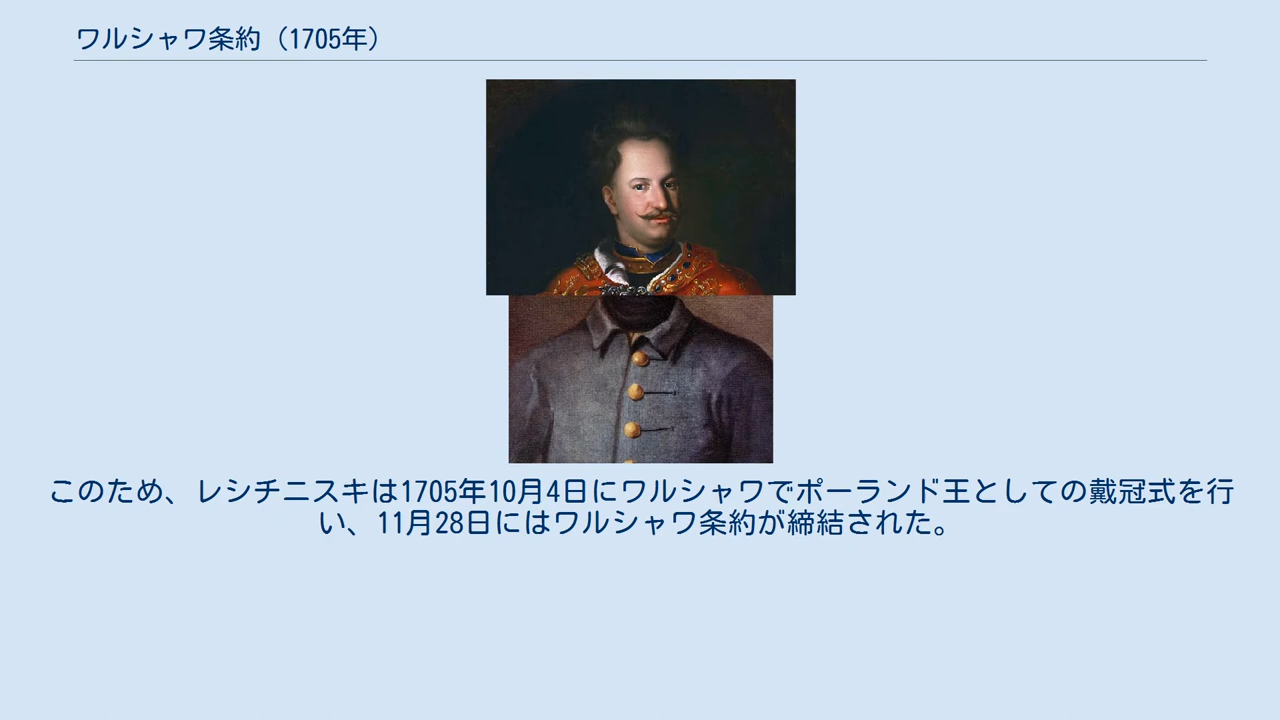 ワルシャワ条約（1705年）
このため、レシチニスキは1705年10月4日にワルシャワでポーランド王としての戴冠式を行
い、11月28日にはワルシャワ条約が締結された。